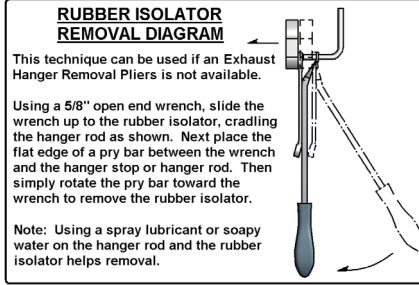 RUBBER ISOLATOR
REMOVAL DIAGRAM
This technique can be used if an Exhaust
Hanger Removal Pliers is not available.
Using a 5/8" open end wrench, slide the
wrench up to the rubber isolator, cradling
the hanger rod as shown. Next place the
flat edge of a pry bar between the wrench
and the hanger stop or hanger rod. Then
simply rotate the pry bar toward the
wrench to remove the rubber isolator.
Note: Using a spray lubricant or soapy
water on the hanger rod and the rubber
isolator helps removal.